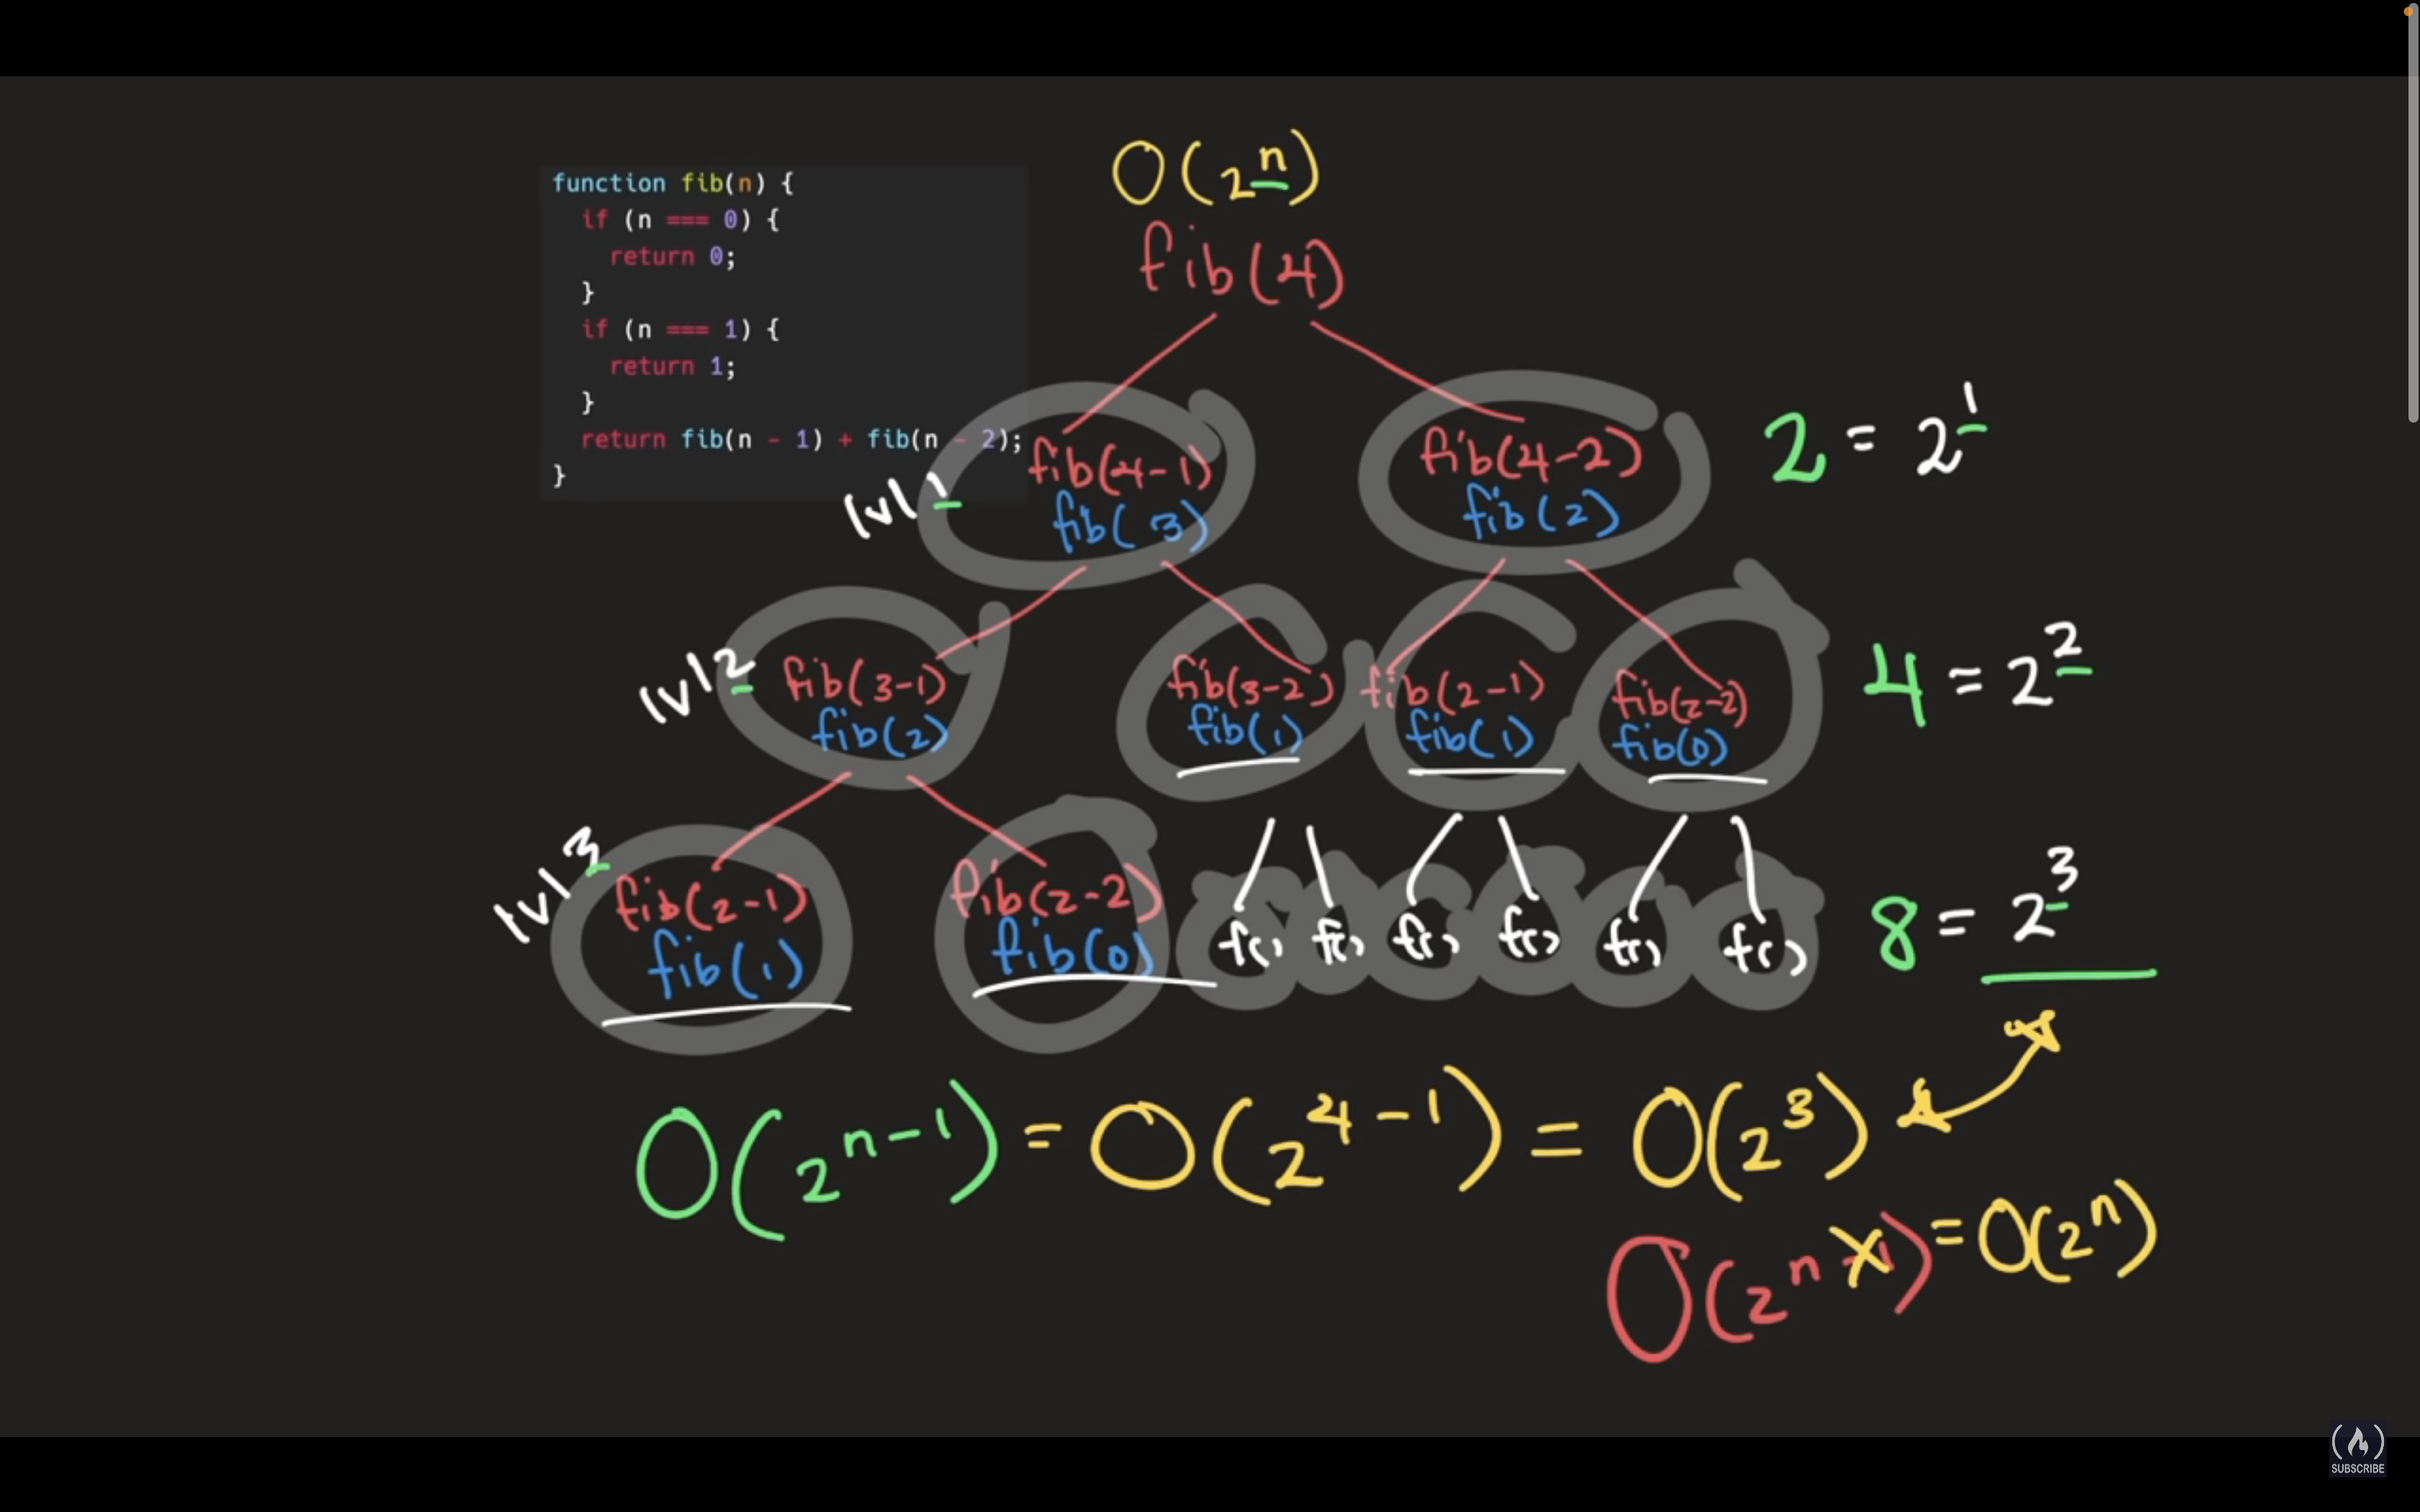 function fib(n) {
if (n === 0) {
return 0;
}
if (n === 1) {
return 1;
}
return fib(n - 1) + fib(n - 2);
}
O(2^n)
fib(4)
lvl 1
fib(4-1)
fib(3)
fib(4-2)
fib(2)
2 = 2^1
lvl 2
fib(3-1)
fib(2)
fib(3-2)
fib(1)
fib(2-1)
fib(1)
fib(2-2)
fib(0)
4 = 2^2
lvl 3
fib(2-1)
fib(1)
fib(2-2)
fib(0)
f() f() f() f() f() f()
8 = 2^3
O(2^n-1) = O(2^4-1) = O(2^3)
O(2^n-1) = O(2^n)
SUBSCRIBE